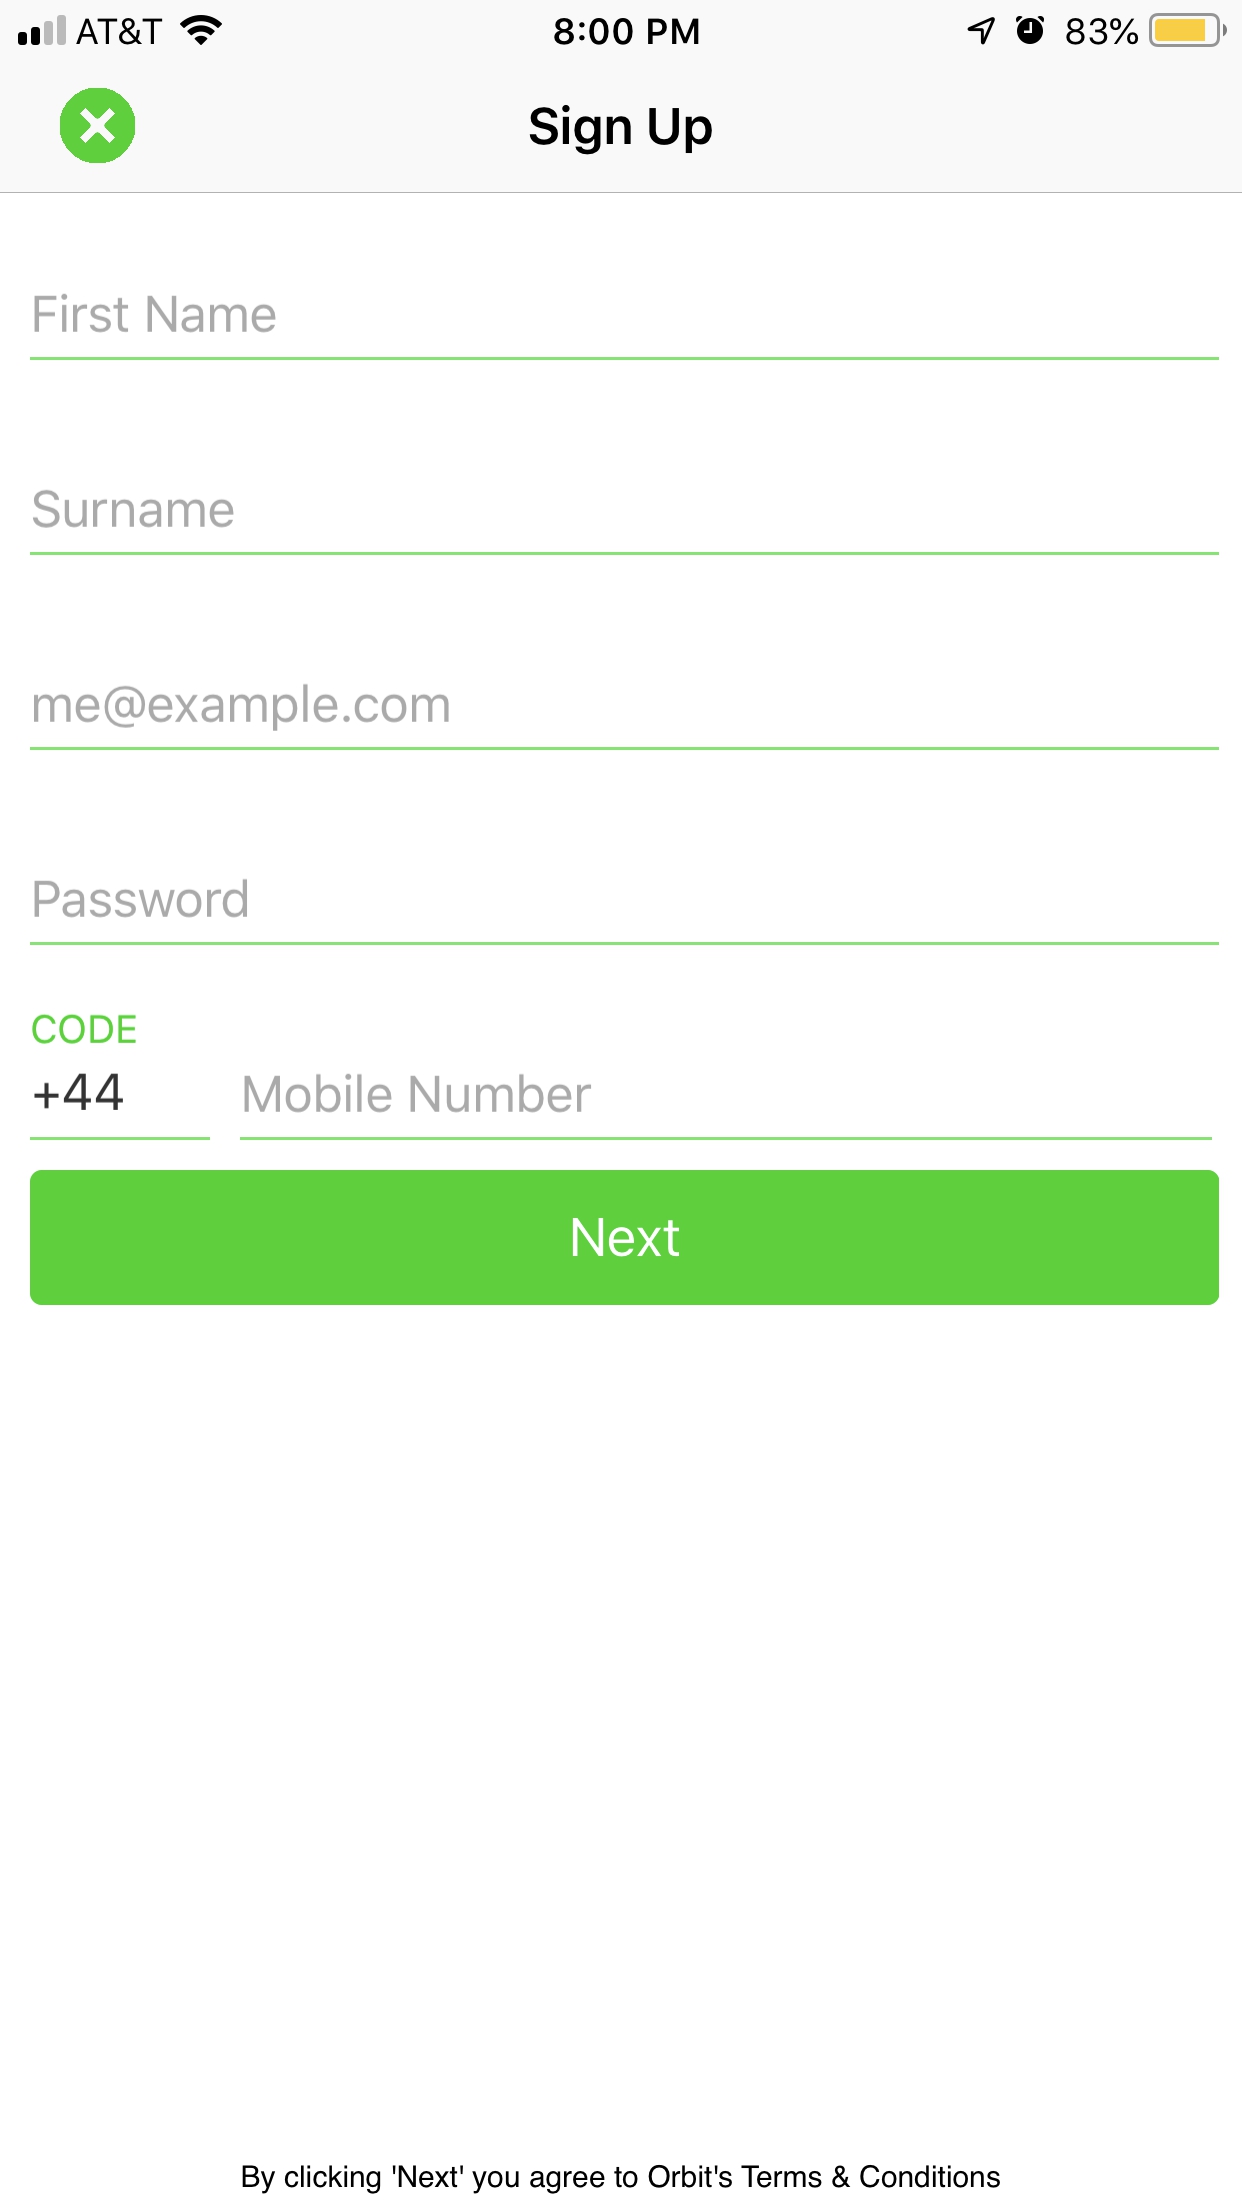 AT&T 8:00 PM 83%
Sign Up
First Name
Surname
me@example.com
Password
CODE
+44 Mobile Number
Next
By clicking 'Next' you agree to Orbit's Terms & Conditions